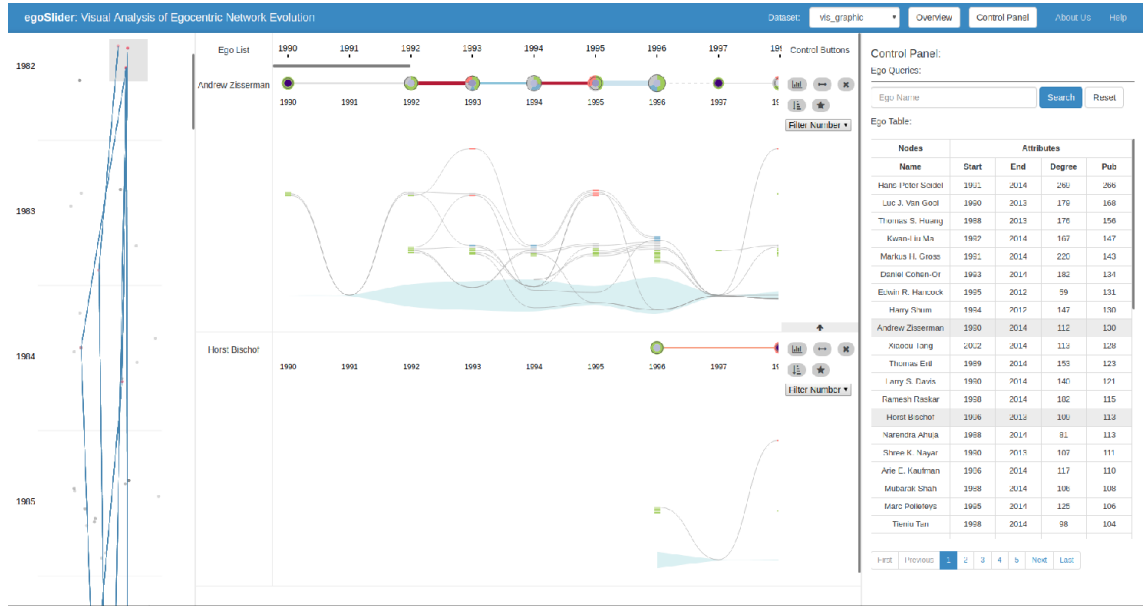 egoSlider: Visual Analysis of Egocentric Network Evolution Dataset: vis_graphic Overview Control Panel About Us Help
1982
1983
1984
1985
Ego List 1990 1991 1992 1993 1994 1995 1996 1997 Control Buttons
Andrew Zisserman
1990 1991 1992 1993 1994 1995 1996 1997
Filter Number
Horst Bischof
1990 1991 1992 1993 1994 1995 1996 1997
Filter Number
Control Panel:
Ego Queries:
Ego Name Search Reset
Ego Table:
Nodes Attributes
Name Start End Degree Pub
Hans-Peter Seidel 1991 2014 269 266
Luc J. Van Gool 1990 2013 179 168
Thomas S. Huang 1988 2013 176 156
Kwan-Liu Ma 1992 2014 167 147
Markus H. Gross 1991 2014 220 143
Daniel Cohen-Or 1993 2014 182 134
Edwin R. Hancock 1995 2012 59 131
Harry Shum 1994 2012 147 130
Andrew Zisserman 1990 2014 112 130
Xiaoou Tang 2002 2014 113 128
Thomas Ertl 1989 2014 153 123
Larry S. Davis 1990 2014 140 121
Ramesh Raskar 1998 2014 182 115
Horst Bischof 1996 2013 109 113
Narendra Ahuja 1988 2014 81 113
Shree K. Nayar 1990 2013 107 111
Arie E. Kaufman 1986 2014 117 110
Mubarak Shah 1988 2014 106 108
Marc Pollefeys 1995 2014 125 106
Tieniu Tan 1998 2014 98 104
First Previous 1 2 3 4 5 Next Last